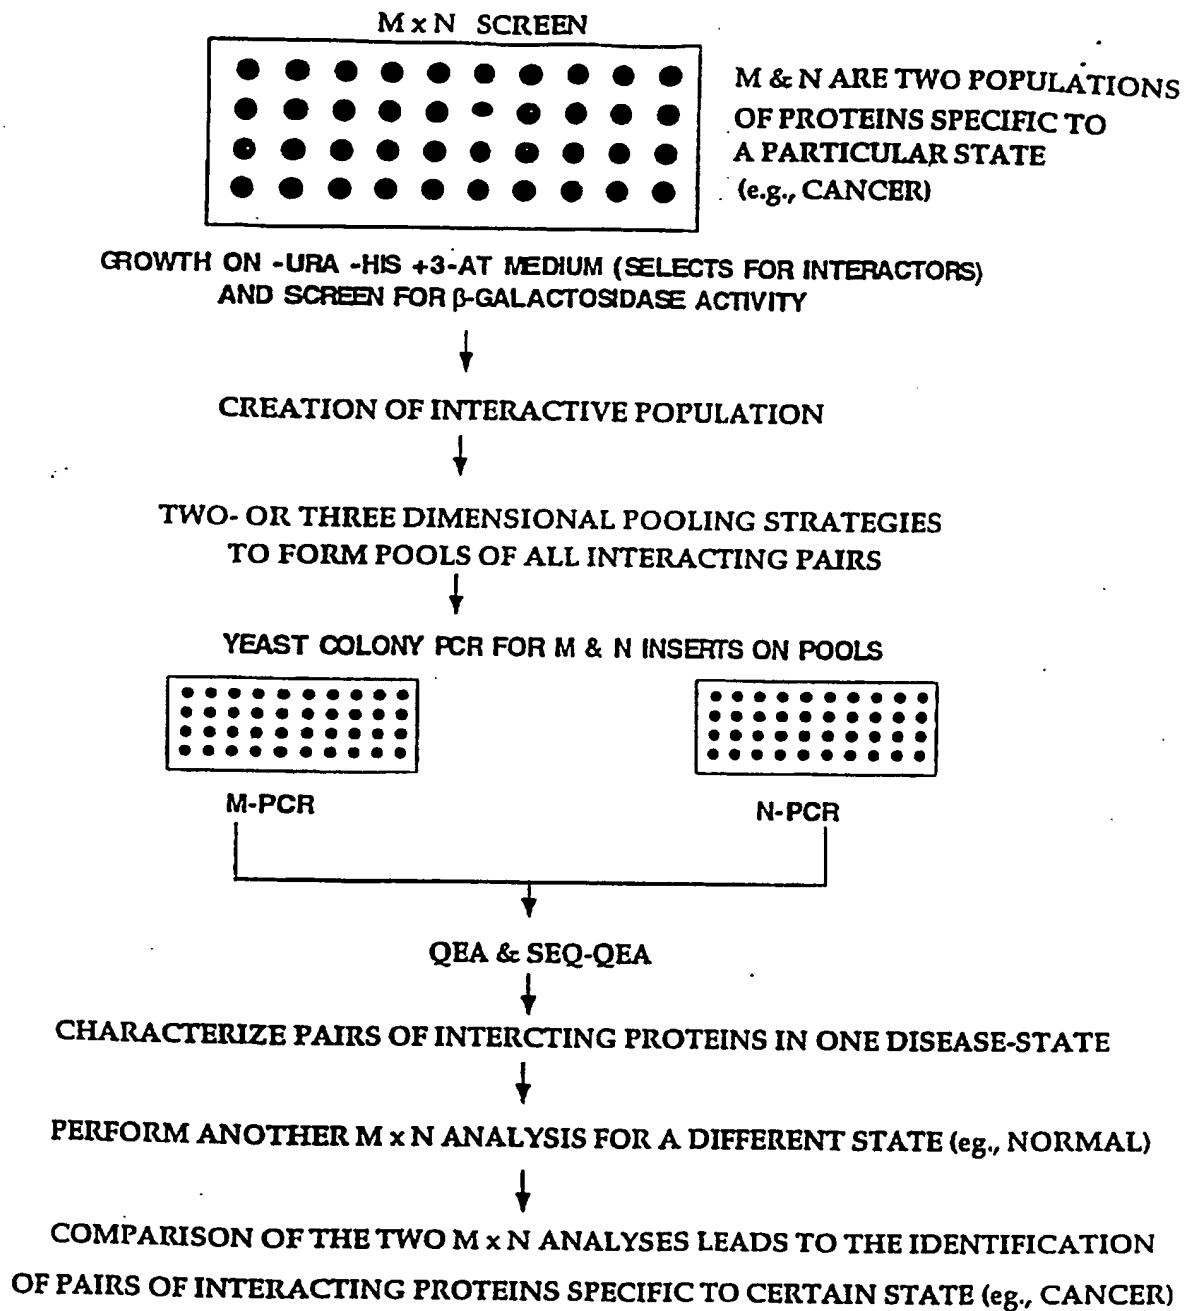 M x N SCREEN
M & N ARE TWO POPULATIONS
OF PROTEINS SPECIFIC TO
A PARTICULAR STATE
(e.g., CANCER)
GROWTH ON -URA -HIS +3-AT MEDIUM (SELECTS FOR INTERACTORS)
AND SCREEN FOR β-GALACTOSIDASE ACTIVITY
CREATION OF INTERACTIVE POPULATION
TWO- OR THREE DIMENSIONAL POOLING STRATEGIES
TO FORM POOLS OF ALL INTERACTING PAIRS
YEAST COLONY PCR FOR M & N INSERTS ON POOLS
M-PCR
N-PCR
QEA & SEQ-QEA
CHARACTERIZE PAIRS OF INTERCTING PROTEINS IN ONE DISEASE-STATE
PERFORM ANOTHER M x N ANALYSIS FOR A DIFFERENT STATE (eg., NORMAL)
COMPARISON OF THE TWO M x N ANALYSES LEADS TO THE IDENTIFICATION
OF PAIRS OF INTERACTING PROTEINS SPECIFIC TO CERTAIN STATE (eg., CANCER)